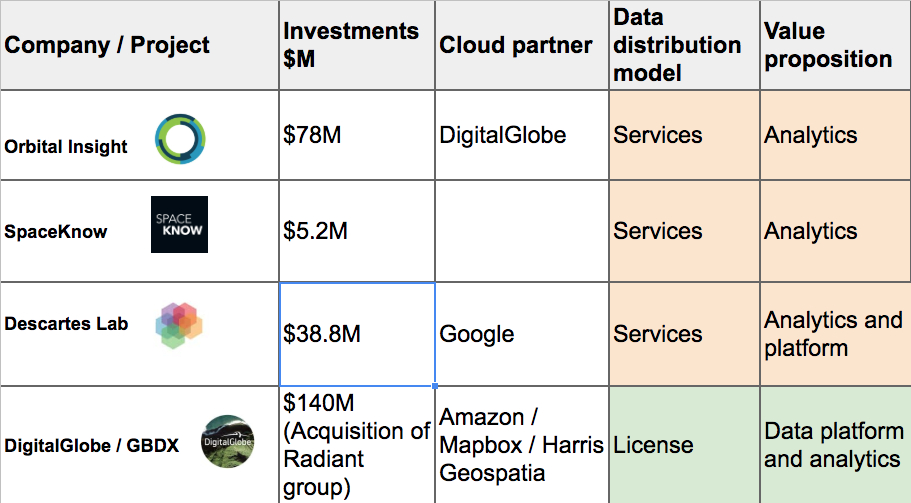 Company / Project
Investments
$M
Cloud partner
Data
distribution
model
Value
proposition
Orbital Insight
$78M
DigitalGlobe
Services
Analytics
SpaceKnow
SPACE
KNOW
$5.2M
Services
Analytics
Descartes Lab
$38.8M
Google
Services
Analytics and
platform
DigitalGlobe / GBDX
DigitalGlobe
$140M
(Acquisition of
Radiant
group)
Amazon /
Mapbox / Harris
Geospatia
License
Data platform
and analytics